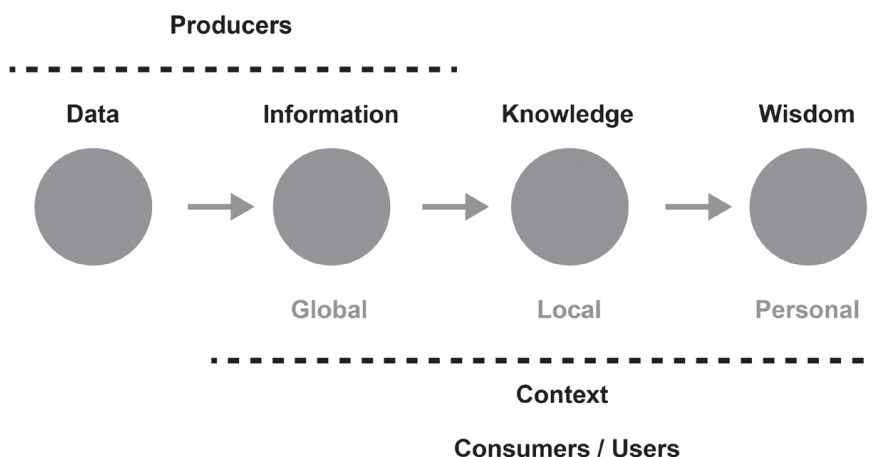 Producers
Data Information Knowledge Wisdom
Global Local Personal
Context
Consumers / Users